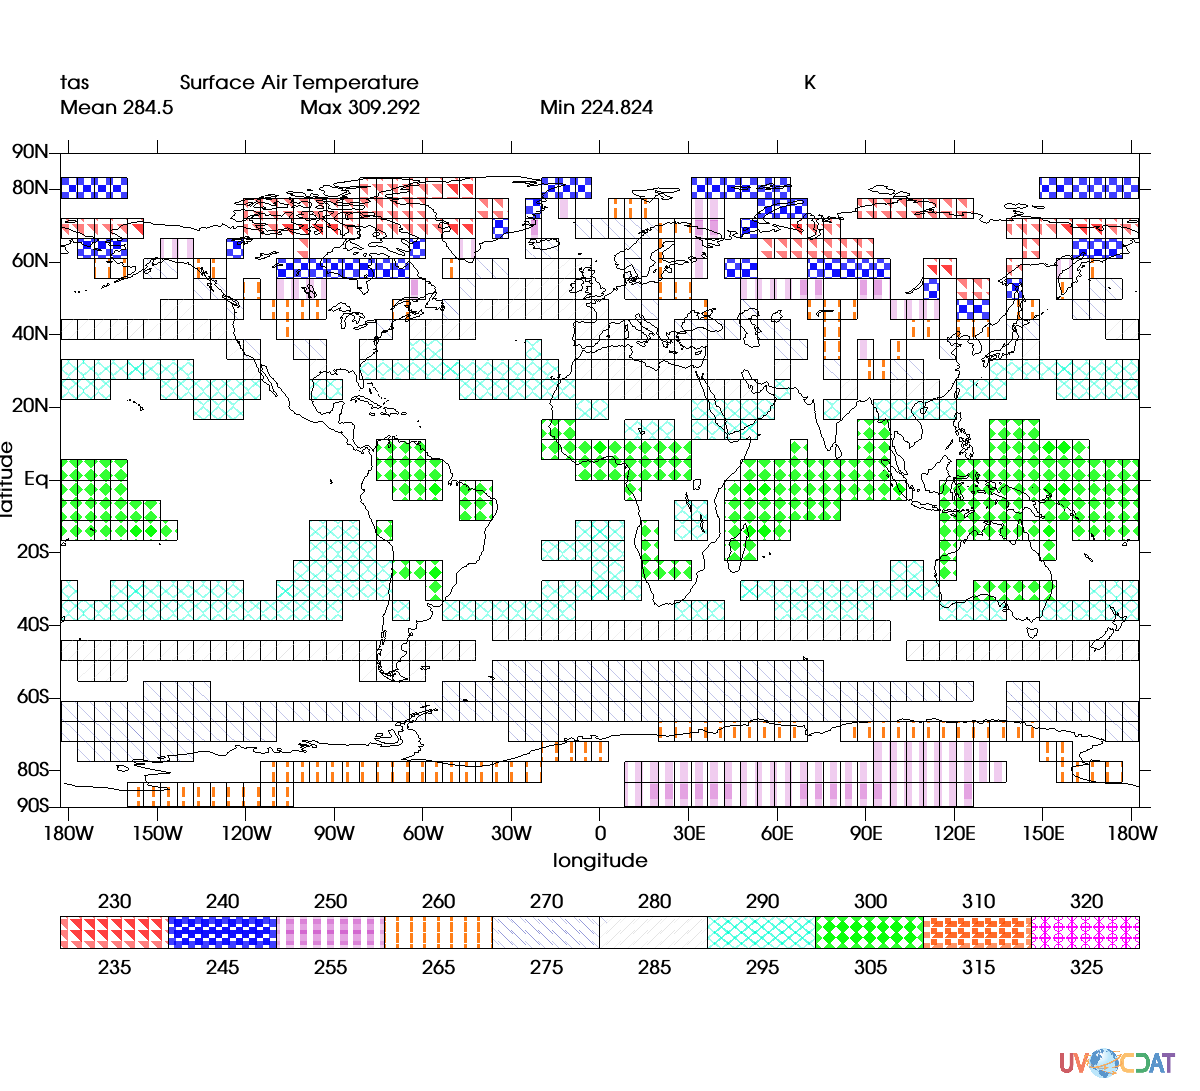 tas Surface Air Temperature K
Mean 284.5 Max 309.292 Min 224.824
90N
80N
60N
40N
20N
Eq
20S
40S
60S
80S
90S
latitude
180W 150W 120W 90W 60W 30W 0 30E 60E 90E 120E 150E 180W
longitude
230 240 250 260 270 280 290 300 310 320
235 245 255 265 275 285 295 305 315 325
UV CDAT